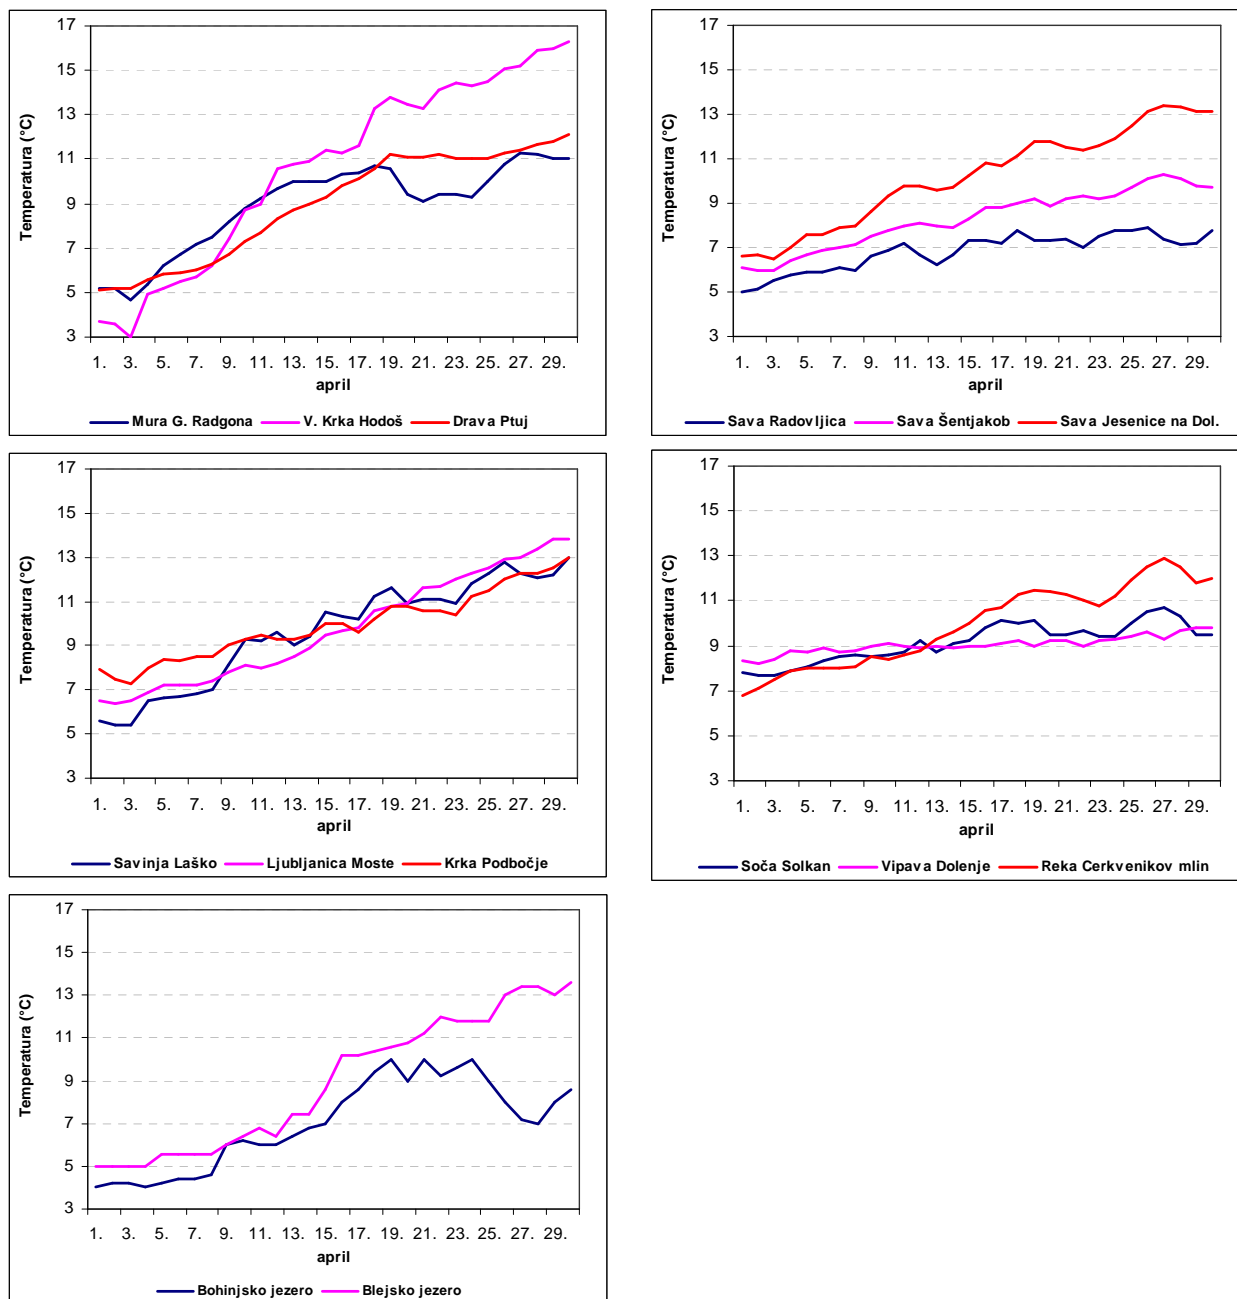 Temperatura (°C)
17
15
13
11
9
7
5
3
1. 3. 5. 7. 9. 11. 13. 15. 17. 19. 21. 23. 25. 27. 29.
april
Mura G. Radgona V. Krka Hodoš Drava Ptuj
Temperatura (°C)
17
15
13
11
9
7
5
3
1. 3. 5. 7. 9. 11. 13. 15. 17. 19. 21. 23. 25. 27. 29.
april
Sava Radovljica Sava Šentjakob Sava Jesenice na Dol.
Temperatura (°C)
17
15
13
11
9
7
5
3
1. 3. 5. 7. 9. 11. 13. 15. 17. 19. 21. 23. 25. 27. 29.
april
Savinja Laško Ljubljanica Moste Krka Podbočje
Temperatura (°C)
17
15
13
11
9
7
5
3
1. 3. 5. 7. 9. 11. 13. 15. 17. 19. 21. 23. 25. 27. 29.
april
Soča Solkan Vipava Dolenje Reka Cerkvenikov mlin
Temperatura (°C)
17
15
13
11
9
7
5
3
1. 3. 5. 7. 9. 11. 13. 15. 17. 19. 21. 23. 25. 27. 29.
april
Bohinjsko jezero Blejsko jezero